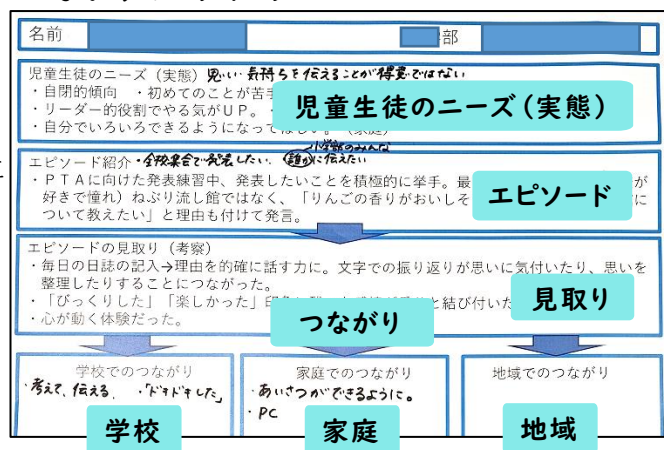 名前
部
児童生徒のニーズ（実態）思い・気持ちを伝えることが得意ではない
・自閉的傾向　・初めてのことが苦手
・リーダー的役割でやる気がUP。
・自分でいろいろできるようになって
（家庭）
児童生徒のニーズ（実態）
小学部のみんな
エピソード紹介・全校集会で発表したい。誰かに伝えたい
・ＰＴＡに向けた発表練習中、発表したいことを積極的に挙手。最
が
好きで憧れ）ねぶり流し館ではなく、「りんごの香りがおいしそ
に
ついて教えたい」と理由も付けて発言。
エピソード
エピソードの見取り（考察）
・毎日の日誌の記入→理由を的確に話す力に。文字での振り返りが思いに気付いたり、思いを
整理したりすることにつながった。
・「びっくりした」「楽しかった」印象
と結び付いた
・心が動く体験だった。
見取り
つながり
学校でのつながり
・考えて、伝える　・「ドキドキした」
学校
家庭でのつながり
・あいさつができるように。
・PC
家庭
地域でのつながり
地域